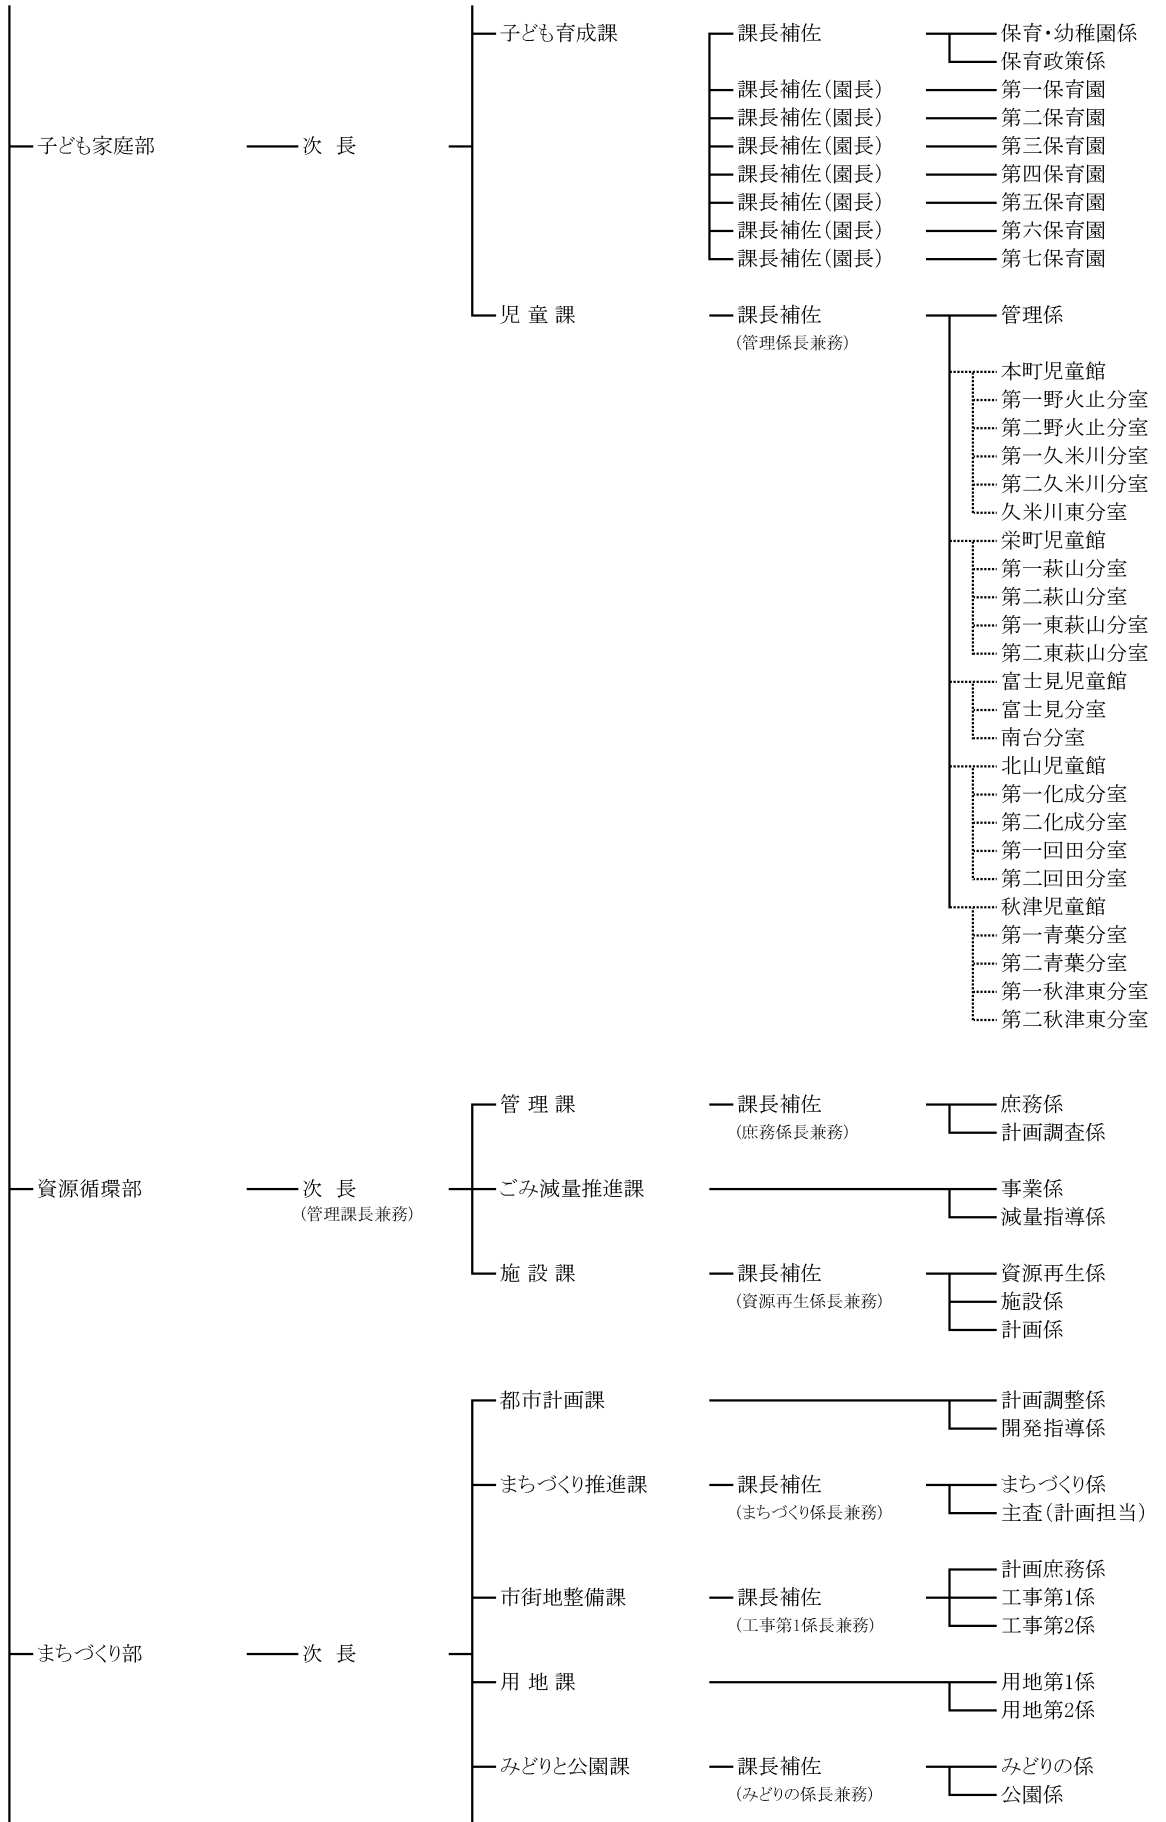 子ども育成課 課長補佐 保育・幼稚園係
保育政策係
課長補佐（園長） 第一保育園
課長補佐（園長） 第二保育園
子ども家庭部 次 長 課長補佐（園長） 第三保育園
課長補佐（園長） 第四保育園
課長補佐（園長） 第五保育園
課長補佐（園長） 第六保育園
課長補佐（園長） 第七保育園
児 童 課 課長補佐 管理係
（管理係長兼務）
本町児童館
第一野火止分室
第二野火止分室
第一久米川分室
第二久米川分室
久米川東分室
栄町児童館
第一萩山分室
第二萩山分室
第一東萩山分室
第二東萩山分室
富士見児童館
富士見分室
南台分室
北山児童館
第一化成分室
第二化成分室
第一回田分室
第二回田分室
秋津児童館
第一青葉分室
第二青葉分室
第一秋津東分室
第二秋津東分室
管 理 課 課長補佐 庶務係
（庶務係長兼務） 計画調査係
資源循環部 次 長 ごみ減量推進課 事業係
（管理課長兼務） 減量指導係
施 設 課 課長補佐 資源再生係
（資源再生係長兼務） 施設係
計画係
都市計画課 計画調整係
開発指導係
まちづくり推進課 課長補佐 まちづくり係
（まちづくり係長兼務） 主査（計画担当）
計画庶務係
市街地整備課 課長補佐 工事第1係
（工事第1係長兼務） 工事第2係
まちづくり部 次 長
用 地 課 用地第1係
用地第2係
みどりと公園課 課長補佐 みどりの係
（みどりの係長兼務） 公園係